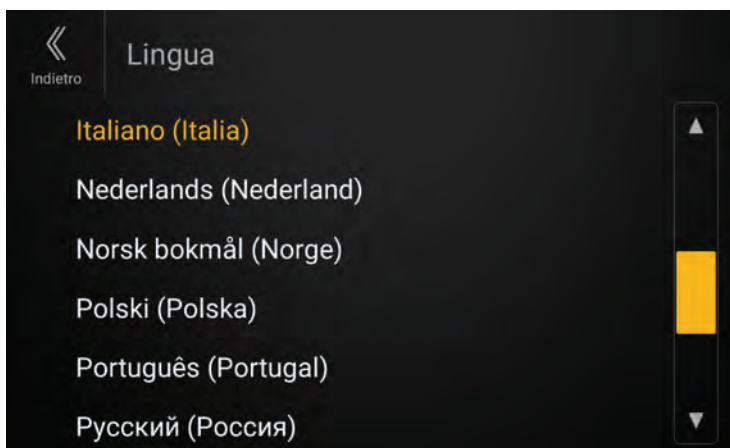 Indietro
Lingua
Italiano (Italia)
Nederlands (Nederland)
Norsk bokmål (Norge)
Polski (Polska)
Português (Portugal)
Русский (Россия)